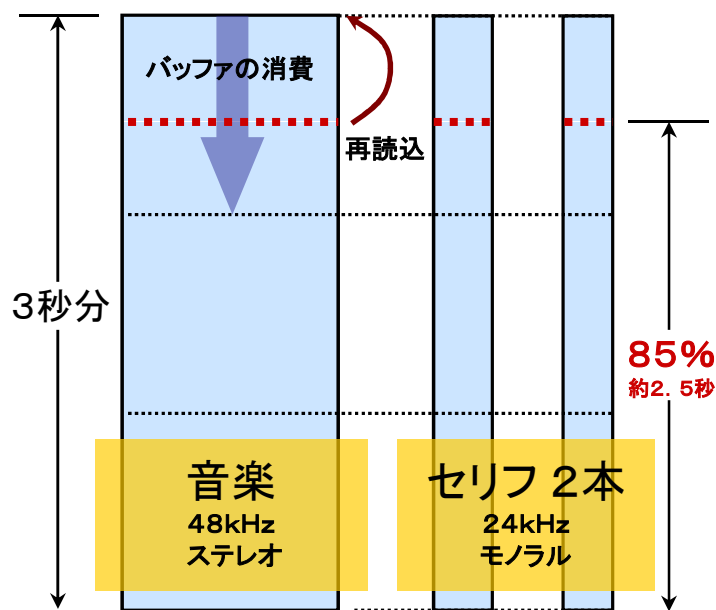 バッファの消費
再読込
3秒分
85%
約2.5秒
音楽
48kHz
ステレオ
セリフ 2本
24kHz
モノラル